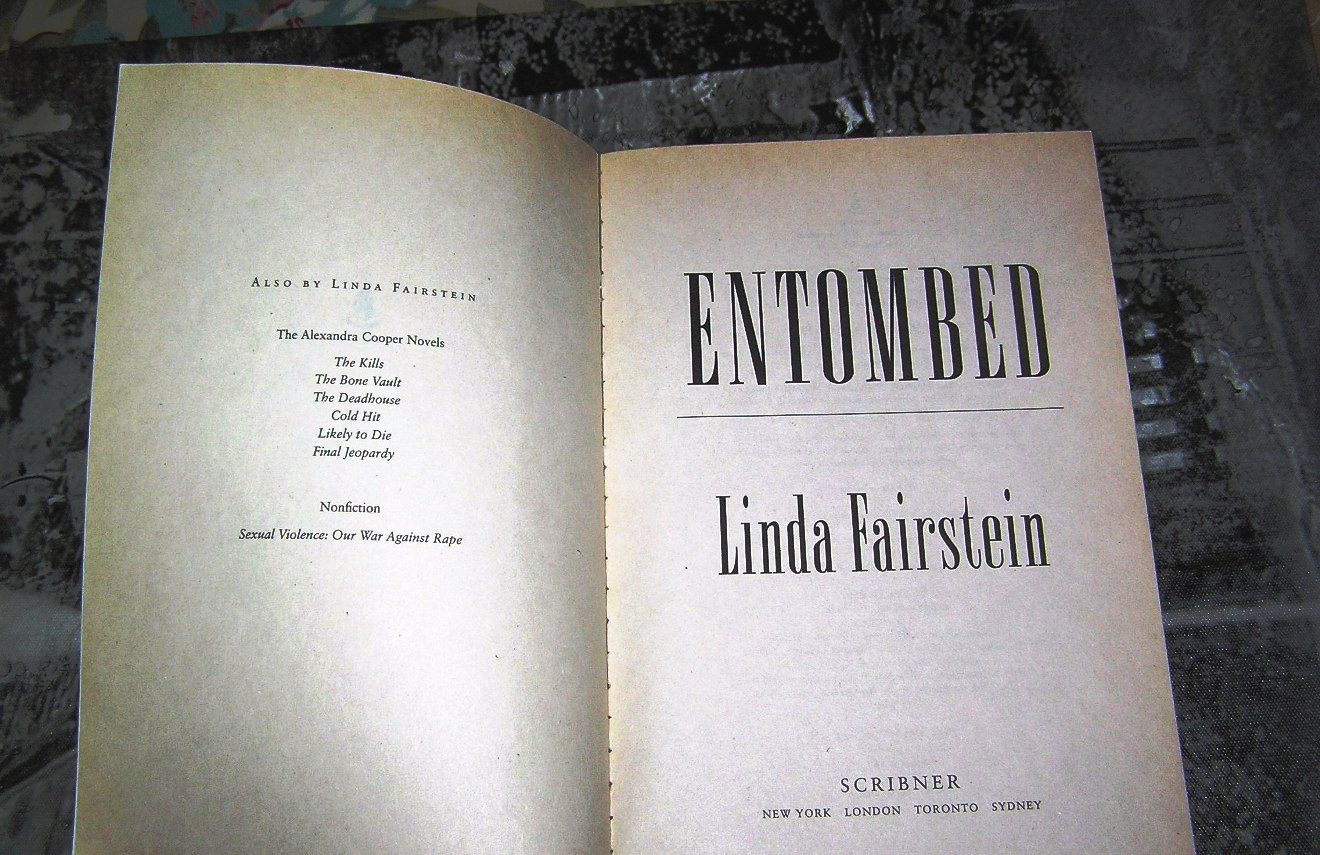 ALSO BY LINDA FAIRSTEIN
The Alexandra Cooper Novels
The Kills
The Bone Vault
The Deadhouse
Cold Hit
Likely to Die
Final Jeopardy
Nonfiction
Sexual Violence: Our War Against Rape
ENTOMBED
Linda Fairstein
SCRIBNER
NEW YORK LONDON TORONTO SYDNEY